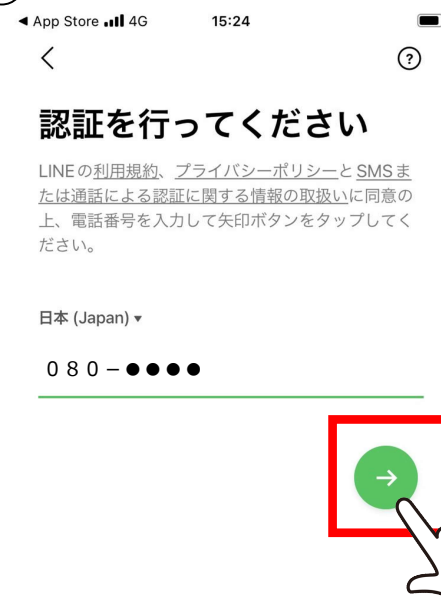 ◀ App Store 4G 15:24
?
認証を行ってください
LINEの利用規約、プライバシーポリシーとSMSま
たは通話による認証に関する情報の取扱いに同意の
上、電話番号を入力して矢印ボタンをタップしてく
ださい。
日本 (Japan) ▾
０８０－●●●●